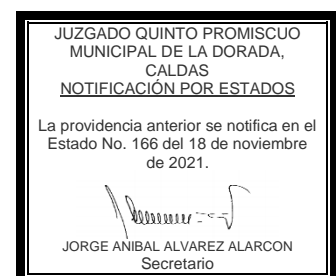 JUZGADO QUINTO PROMISCUO
MUNICIPAL DE LA DORADA,
CALDAS
NOTIFICACIÓN POR ESTADOS
La providencia anterior se notifica en el
Estado No. 166 del 18 de noviembre
de 2021.
JORGE ANIBAL ALVAREZ ALARCON
Secretario